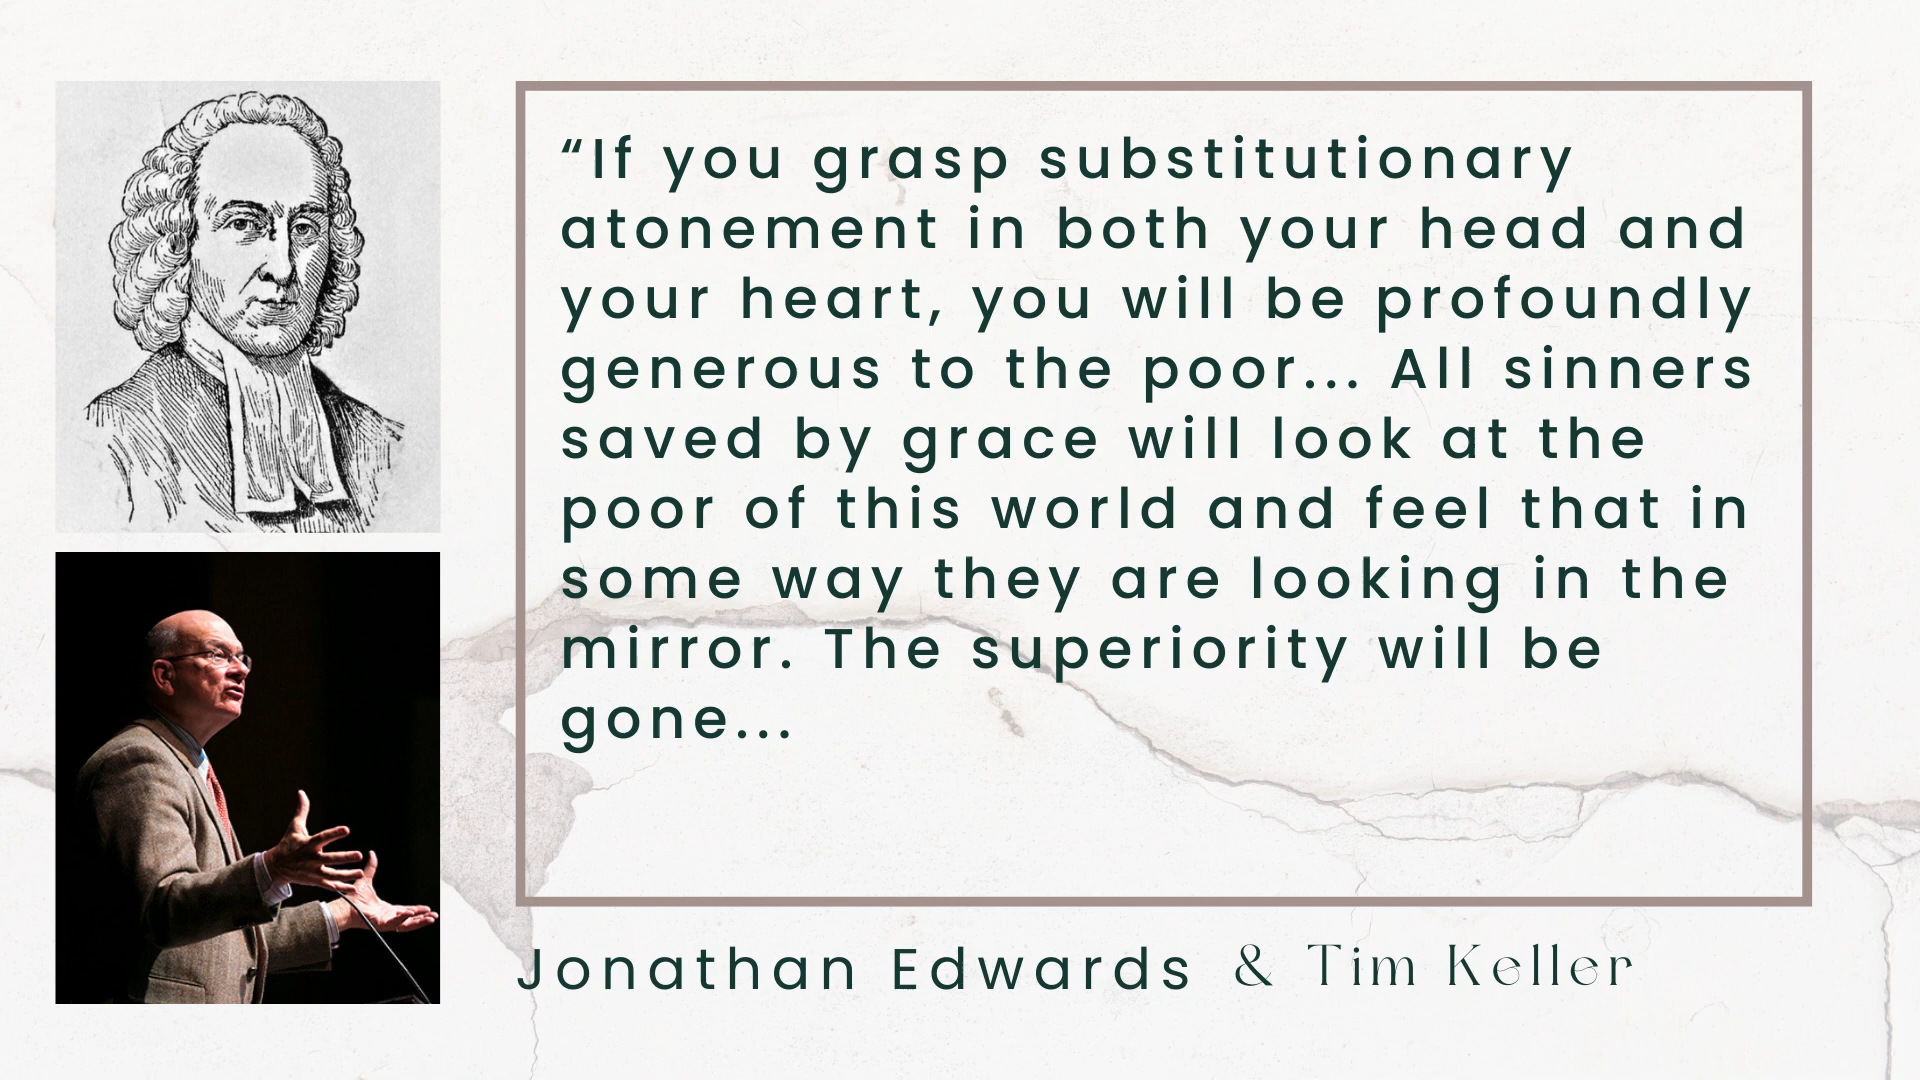 “If you grasp substitutionary
atonement in both your head and
your heart, you will be profoundly
generous to the poor... All sinners
saved by grace will look at the
poor of this world and feel that in
some way they are looking in the
mirror. The superiority will be
gone...
Jonathan Edwards & Tim Keller